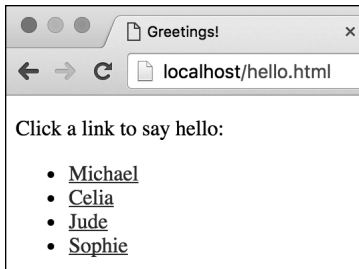 Greetings!
localhost/hello.html
Click a link to say hello:
Michael
Celia
Jude
Sophie